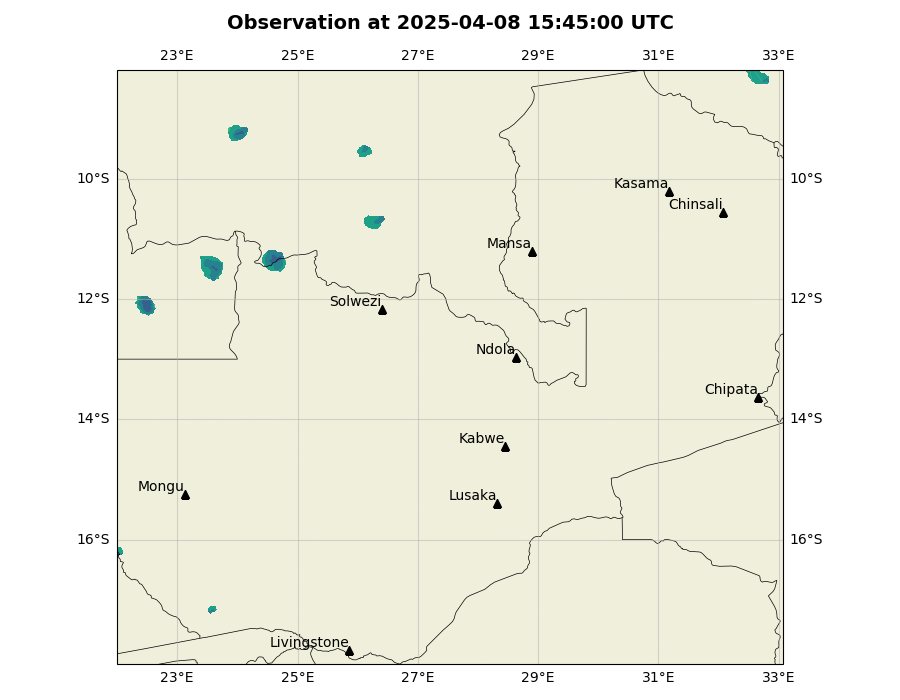 Observation at 2025-04-08 15:45:00 UTC
23°E 25°E 27°E 29°E 31°E 33°E
10°S 10°S
Kasama
Chinsali
Mansa
12°S 12°S
Solwezi
Ndola
Chipata
14°S 14°S
Kabwe
Mongu
Lusaka
16°S 16°S
Livingstone
23°E 25°E 27°E 29°E 31°E 33°E